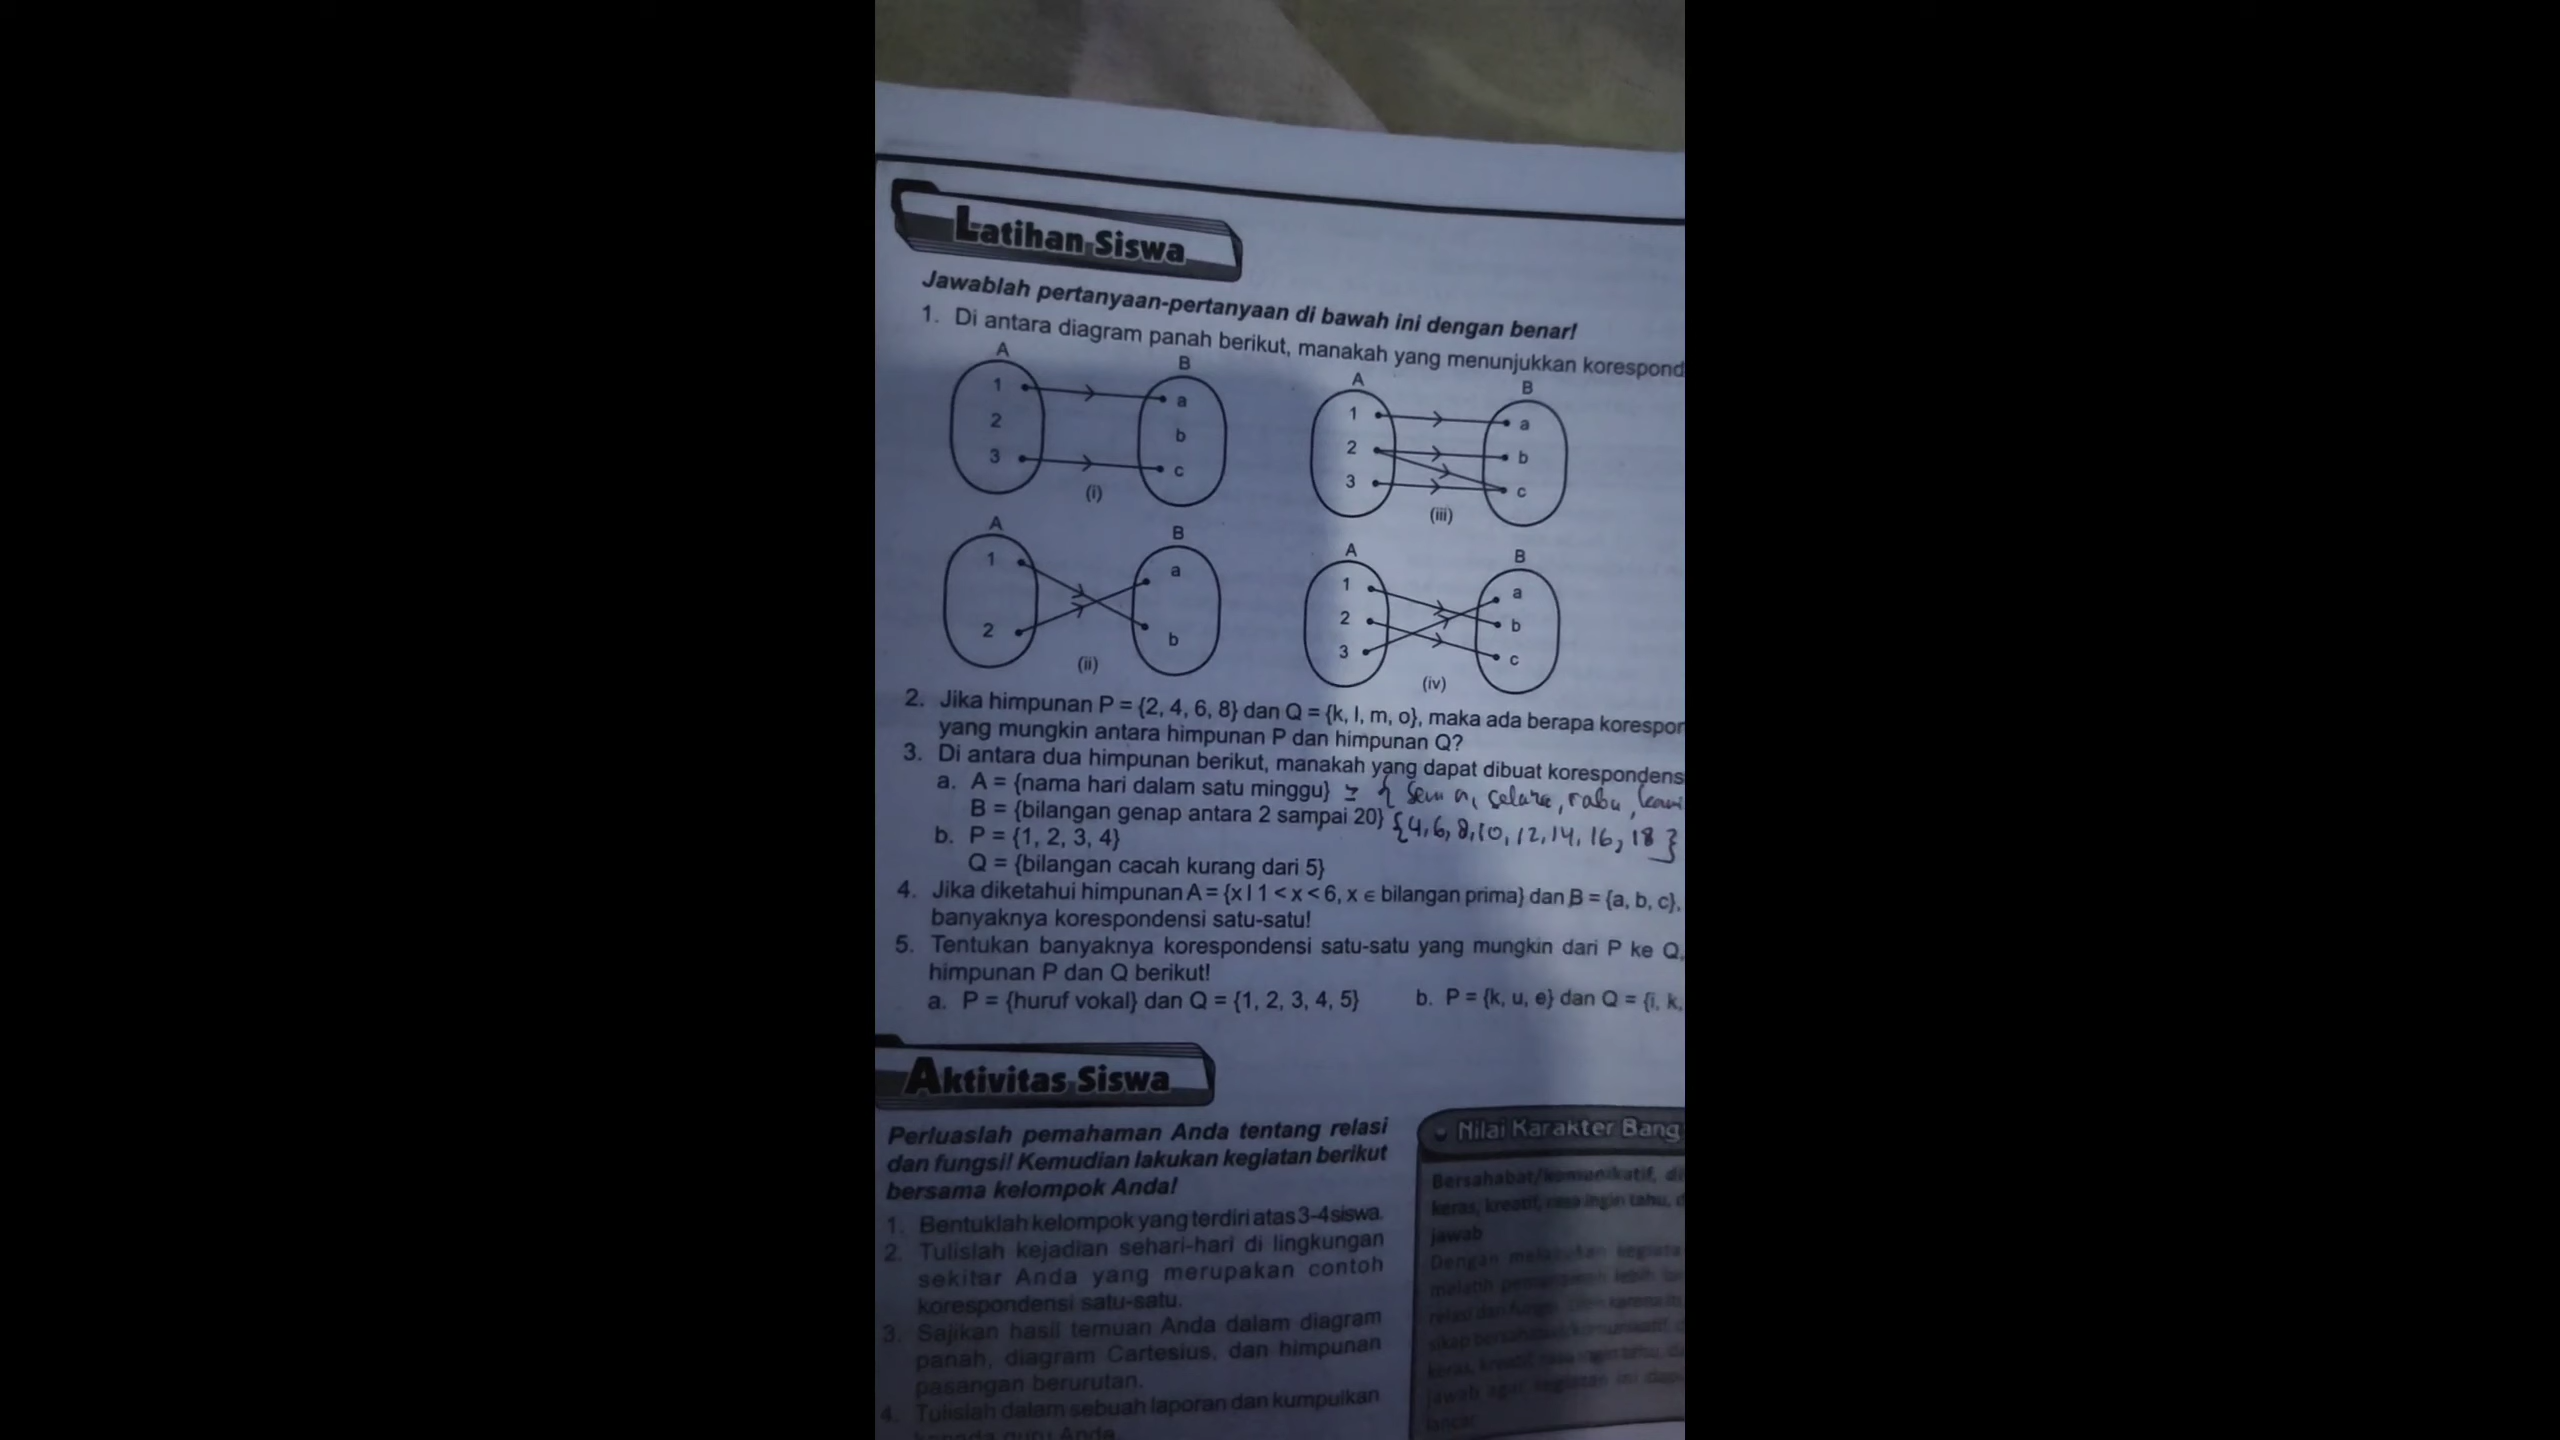 Latihan Siswa
Jawablah pertanyaan-pertanyaan di bawah ini dengan benar!
1. Di antara diagram panah berikut, manakah yang menunjukkan korespond
A
B
1
2
3
a
b
c
(i)
A
B
1
2
3
a
b
c
(iii)
A
B
1
2
a
b
(ii)
A
B
1
2
3
a
b
c
(iv)
2. Jika himpunan P = {2, 4, 6, 8} dan Q = {k, l, m, o}, maka ada berapa korespon
yang mungkin antara himpunan P dan himpunan Q?
3. Di antara dua himpunan berikut, manakah yang dapat dibuat korespondens
a. A = {nama hari dalam satu minggu}
B = {bilangan genap antara 2 sampai 20} {4,6,8,10,12,14,16,18}
b. P = {1, 2, 3, 4}
Q = {bilangan cacah kurang dari 5}
4. Jika diketahui himpunan A = {x | 1 < x < 6, x ∈ bilangan prima} dan B = {a, b, c},
banyaknya korespondensi satu-satu!
5. Tentukan banyaknya korespondensi satu-satu yang mungkin dari P ke Q,
himpunan P dan Q berikut!
a. P = {huruf vokal} dan Q = {1, 2, 3, 4, 5} b. P = {k, u, e} dan Q = {i, k,
Aktivitas Siswa
Perluaslah pemahaman Anda tentang relasi
dan fungsi! Kemudian lakukan kegiatan berikut
bersama kelompok Anda!
1. Bentuklah kelompok yang terdiri atas 3-4 siswa.
2. Tulislah kejadian sehari-hari di lingkungan
sekitar Anda yang merupakan contoh
korespondensi satu-satu.
3. Sajikan hasil temuan Anda dalam diagram
panah, diagram Cartesius, dan himpunan
pasangan berurutan.
4. Tulislah dalam sebuah laporan dan kumpulkan
kepada guru Anda.
Nilai Karakter Bang
Bersahabat/komunikatif, di
keras, kreatif, rasa ingin tahu, d
jawab